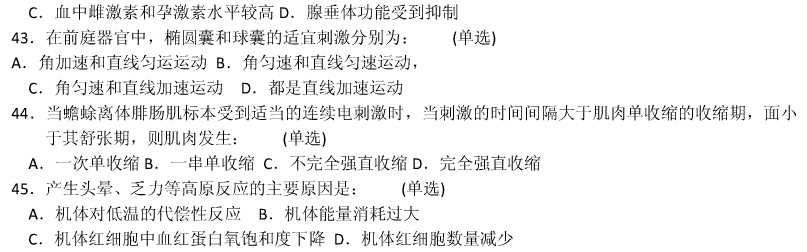 C．血中雌激素和孕激素水平较高 D．腺垂体功能受到抑制
43．在前庭器官中，椭圆囊和球囊的适宜刺激分别为： (单选)
A．角加速和直线匀运运动 B．角匀速和直线匀速运动，
C．角匀速和直线加速运动 D．都是直线加速运动
44．当蟾蜍离体腓肠肌标本受到适当的连续电刺激时，当刺激的时间间隔大于肌肉单收缩的收缩期，面小
于其舒张期，则肌肉发生： (单选)
A．一次单收缩 B．一串单收缩 C．不完全强直收缩 D．完全强直收缩
45．产生头晕、乏力等高原反应的主要原因是： (单选)
A．机体对低温的代偿性反应 B．机体能量消耗过大
C．机体红细胞中血红蛋白氧饱和度下降 D．机体红细胞数量减少